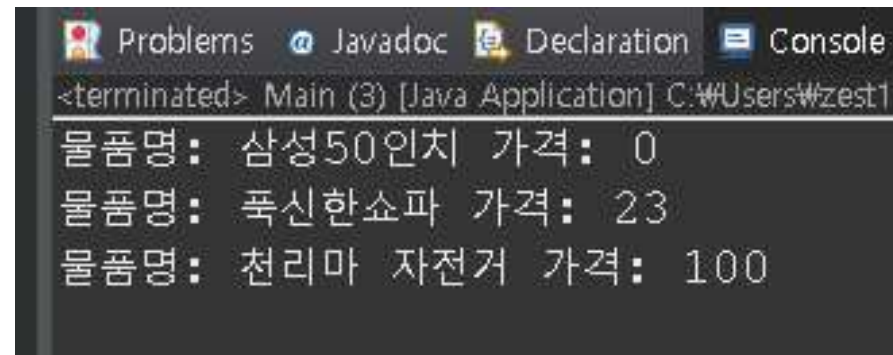 Problems @ Javadoc Declaration Console
<terminated> Main (3) [Java Application] C:₩Users₩zest1
물품명: 삼성50인치 가격: 0
물품명: 푹신한쇼파 가격: 23
물품명: 천리마 자전거 가격: 100